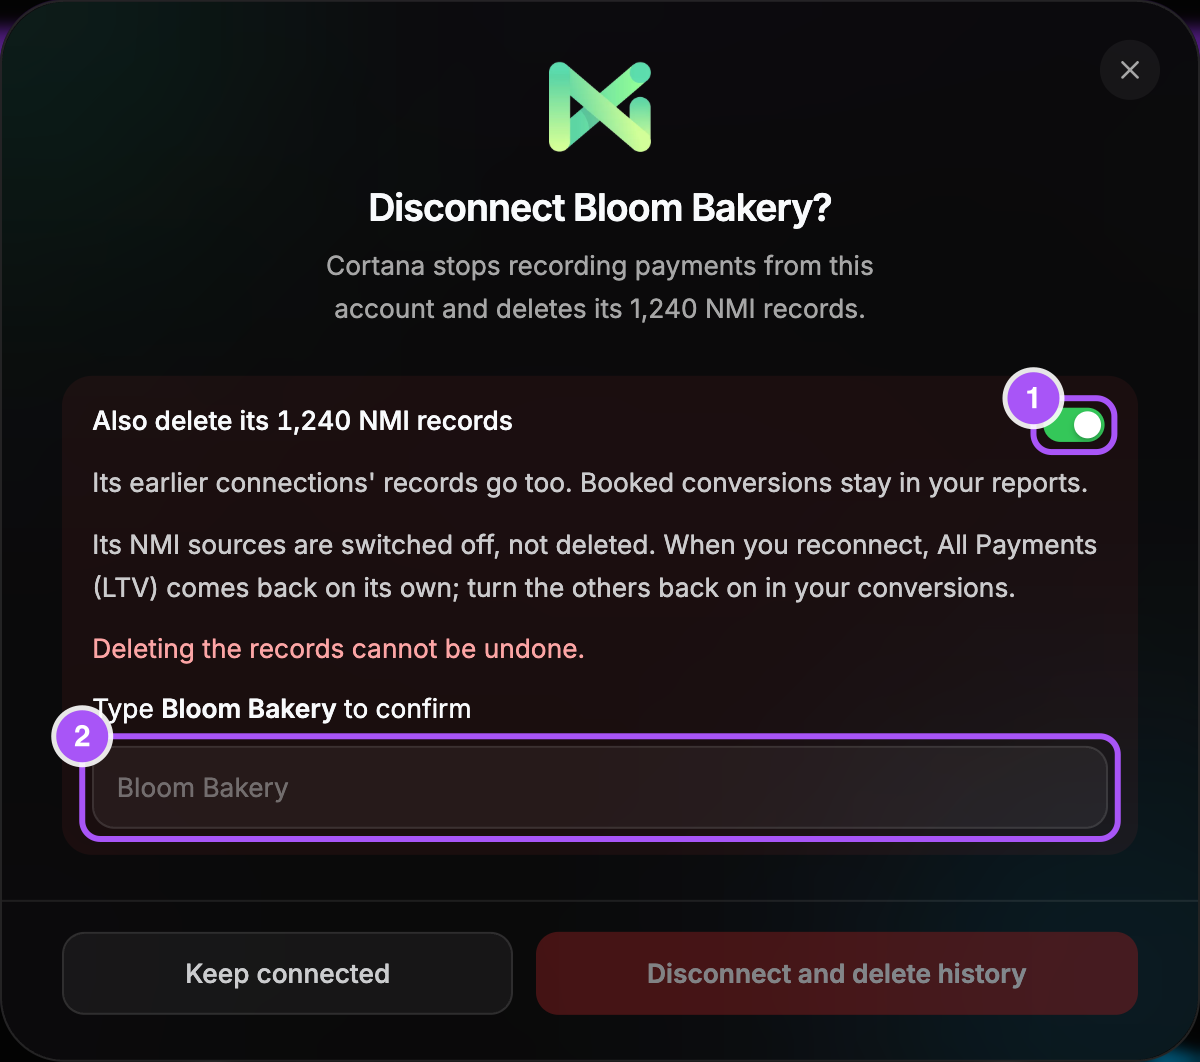 Disconnect Bloom Bakery?
Cortana stops recording payments from this
account and deletes its 1,240 NMI records.
1
Also delete its 1,240 NMI records
Its earlier connections' records go too. Booked conversions stay in your reports.
Its NMI sources are switched off, not deleted. When you reconnect, All Payments
(LTV) comes back on its own; turn the others back on in your conversions.
Deleting the records cannot be undone.
Type Bloom Bakery to confirm
2
Bloom Bakery
Keep connected
Disconnect and delete history